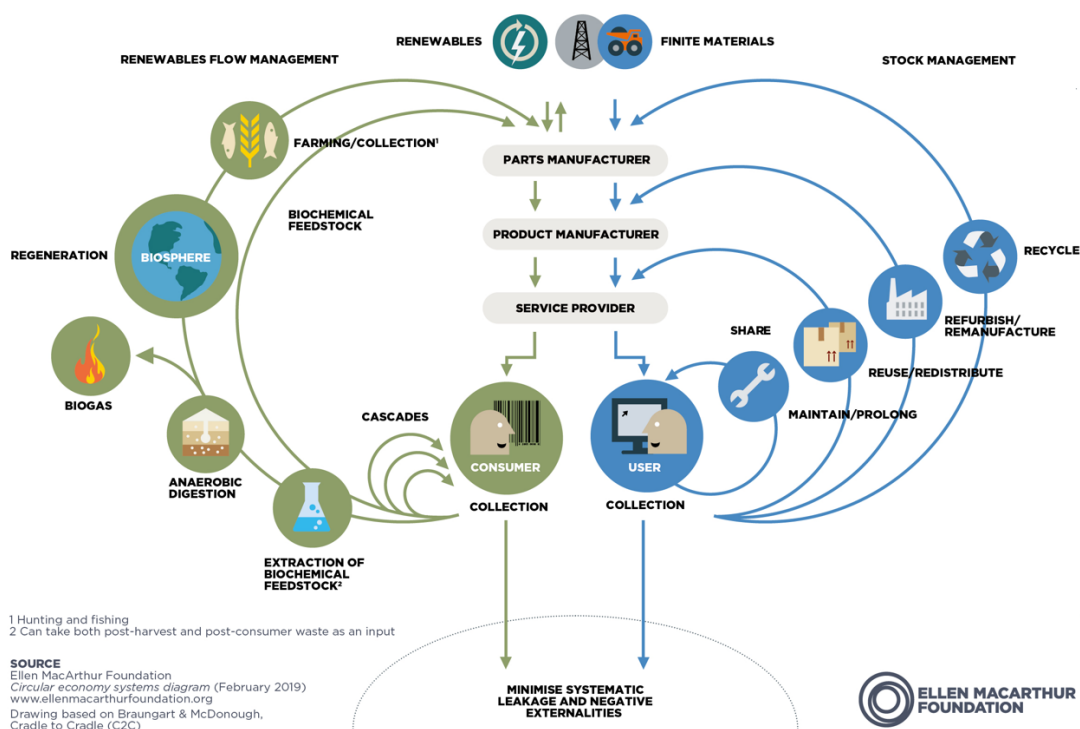 RENEWABLES
FINITE MATERIALS
RENEWABLES FLOW MANAGEMENT
STOCK MANAGEMENT
FARMING/COLLECTION¹
PARTS MANUFACTURER
BIOCHEMICAL
FEEDSTOCK
PRODUCT MANUFACTURER
REGENERATION
BIOSPHERE
RECYCLE
SERVICE PROVIDER
SHARE
REFURBISH/
REMANUFACTURE
REUSE/REDISTRIBUTE
BIOGAS
CASCADES
MAINTAIN/PROLONG
CONSUMER
USER
ANAEROBIC
DIGESTION
COLLECTION
COLLECTION
EXTRACTION OF
BIOCHEMICAL
FEEDSTOCK²
1 Hunting and fishing
2 Can take both post-harvest and post-consumer waste as an input
SOURCE
Ellen MacArthur Foundation
Circular economy systems diagram (February 2019)
www.ellenmacarthurfoundation.org
Drawing based on Braungart & McDonough,
Cradle to Cradle (C2C)
MINIMISE SYSTEMATIC
LEAKAGE AND NEGATIVE
EXTERNALITIES
ELLEN MACARTHUR
FOUNDATION